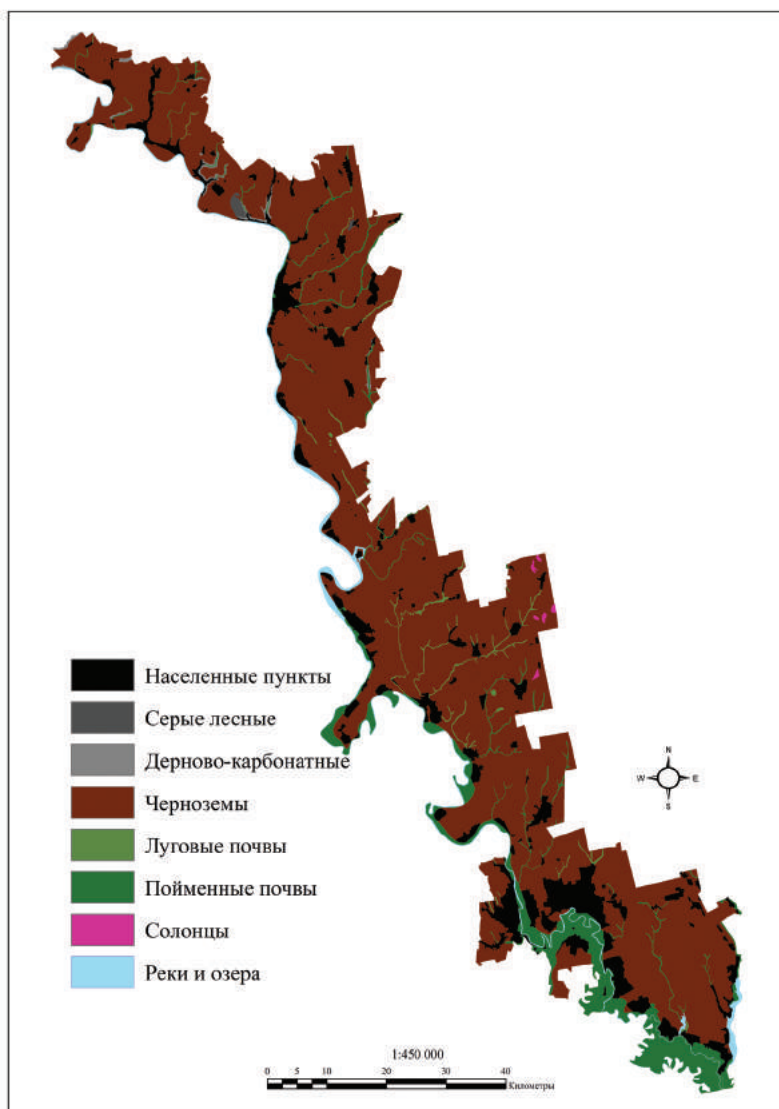 Населенные пункты
Серые лесные
Дерново-карбонатные
Черноземы
Луговые почвы
Пойменные почвы
Солонцы
Реки и озера
N
W E
S
1:450 000
0 5 10 20 30 40
Километры